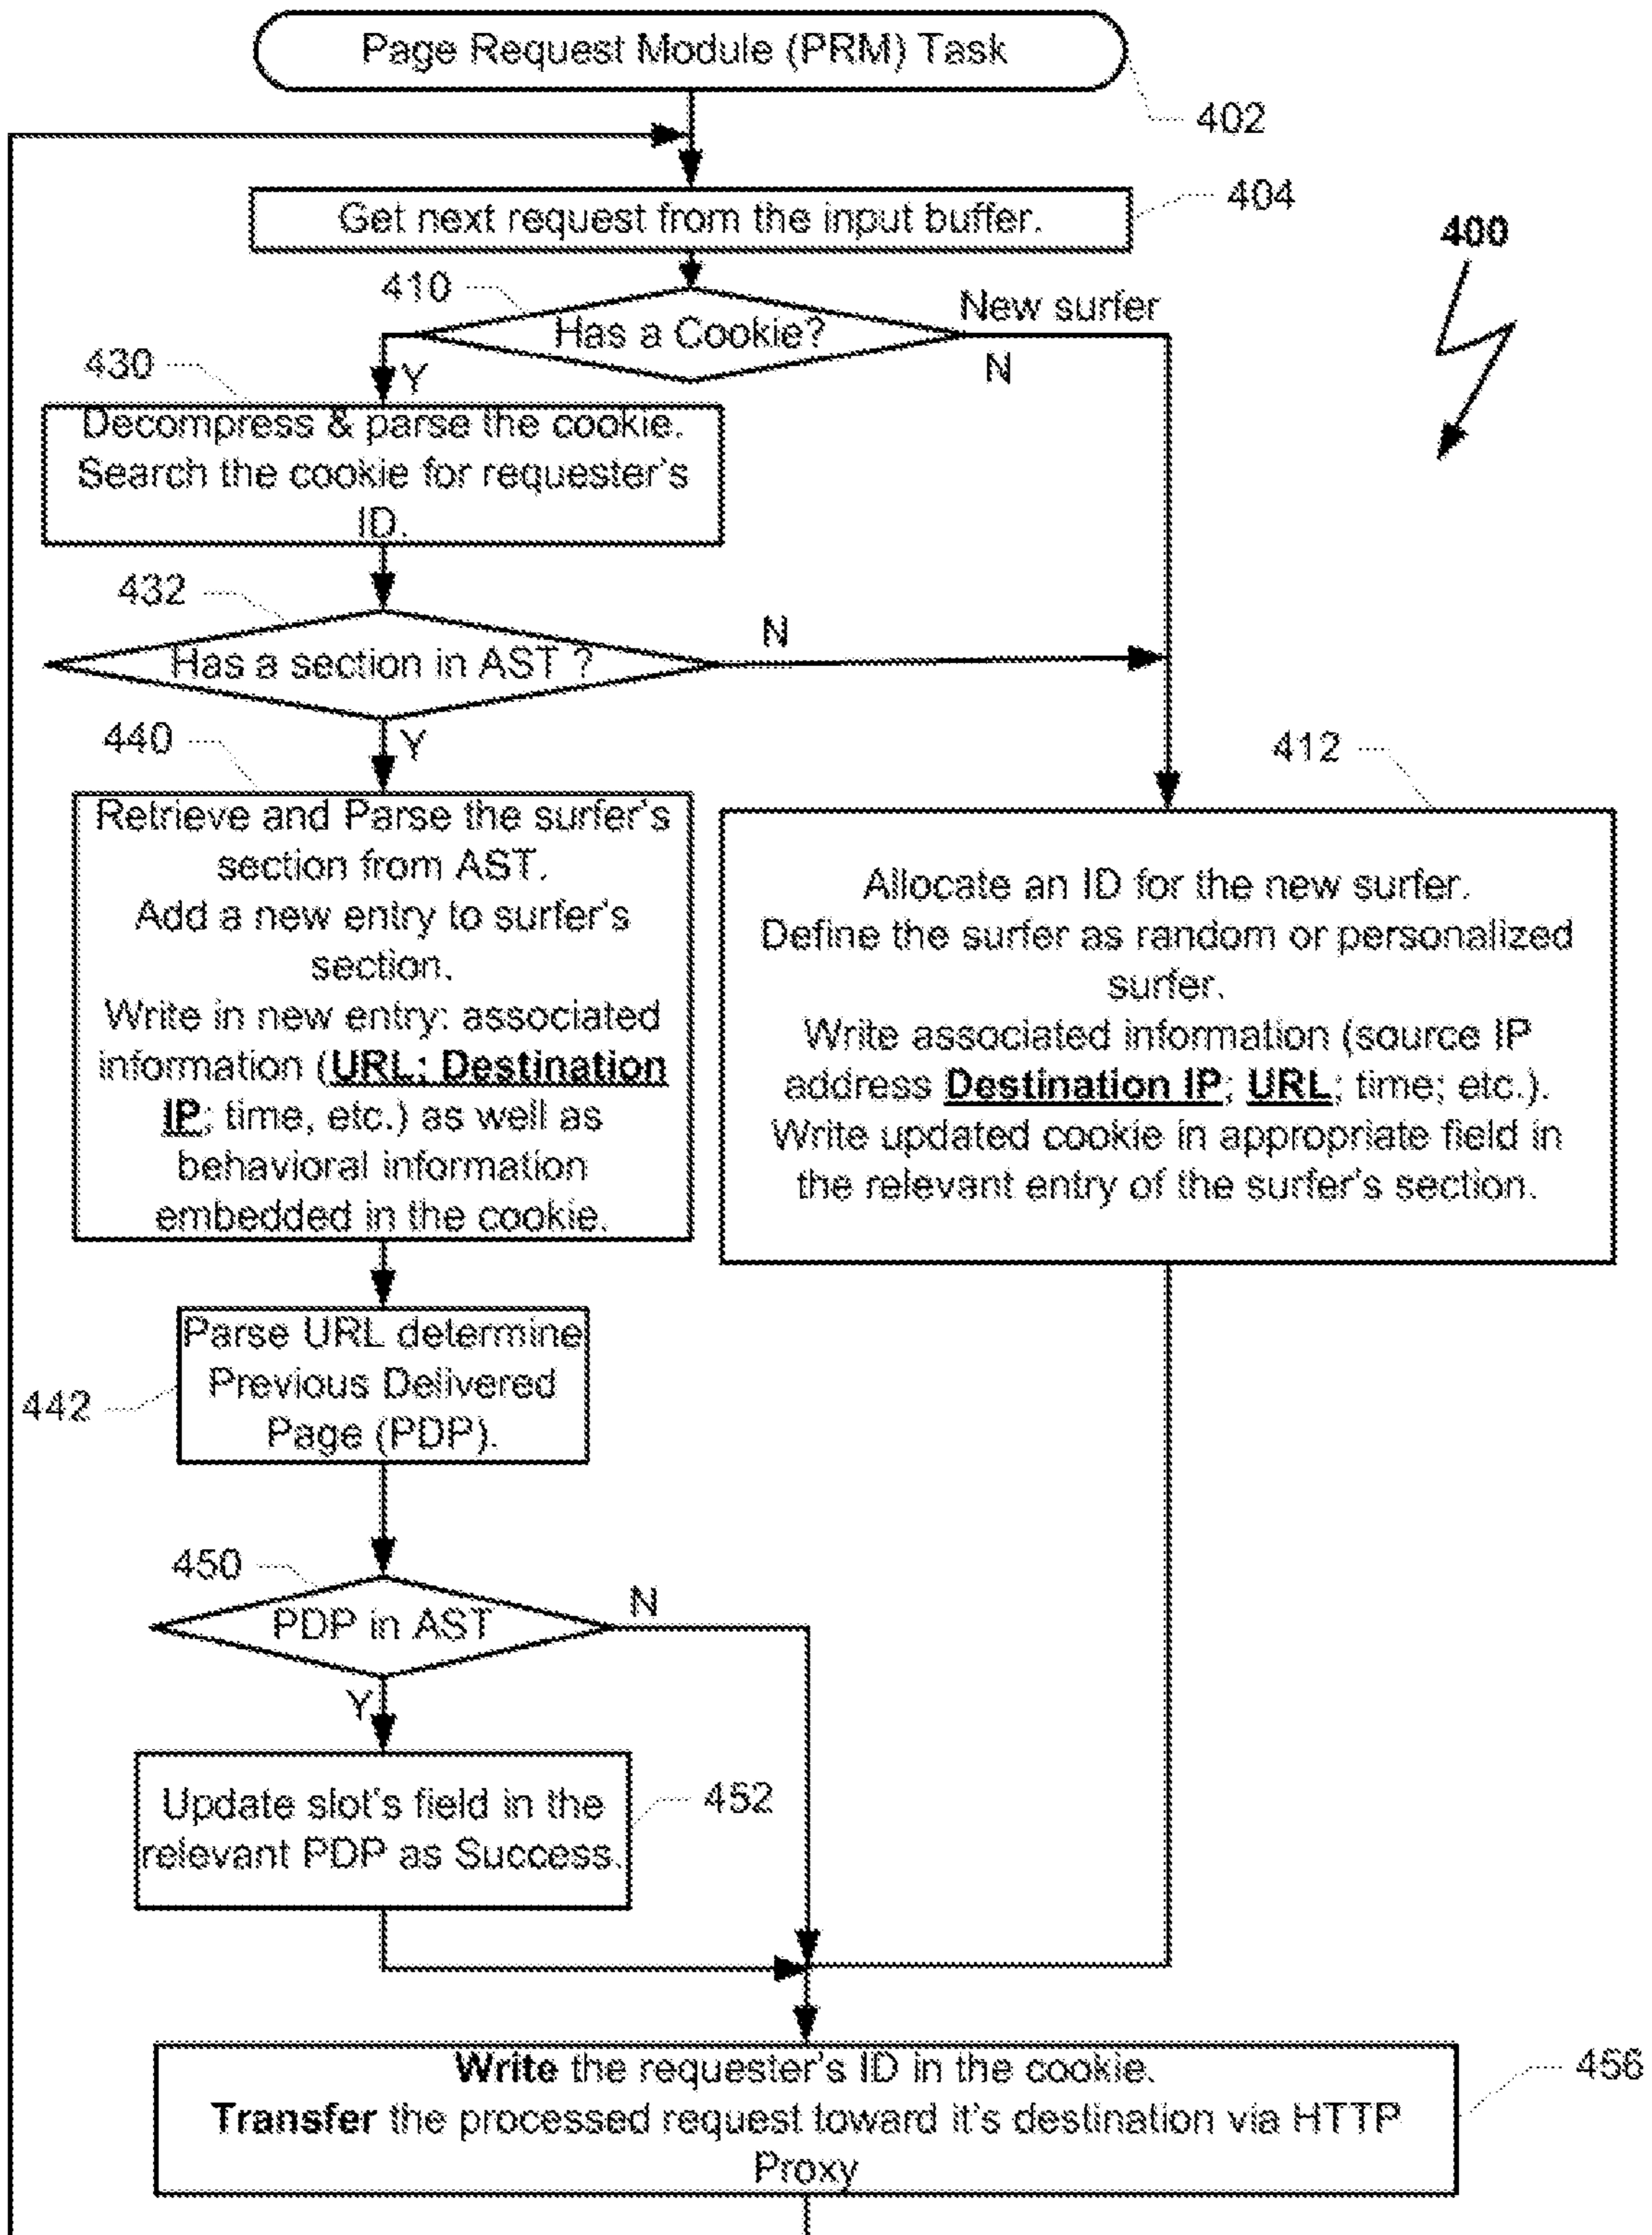 Page Request Module (PRM) Task
402
Get next request from the input buffer.
404
400
410
Has a Cookie?
New surfer
N
Y
430
Decompress & parse the cookie.
Search the cookie for requester's
ID.
432
Has a section in AST ?
N
Y
440
Retrieve and Parse the surfer's
section from AST.
Add a new entry to surfer's
section.
Write in new entry: associated
information (URL; Destination
IP; time, etc.) as well as
behavioral information
embedded in the cookie.
412
Allocate an ID for the new surfer.
Define the surfer as random or personalized
surfer.
Write associated information (source IP
address Destination IP; URL; time; etc.).
Write updated cookie in appropriate field in
the relevant entry of the surfer's section.
442
Parse URL determine
Previous Delivered
Page (PDP).
450
PDP in AST
N
Y
Update slot's field in the
relevant PDP as Success.
452
Write the requester's ID in the cookie.
Transfer the processed request toward it's destination via HTTP
Proxy
456